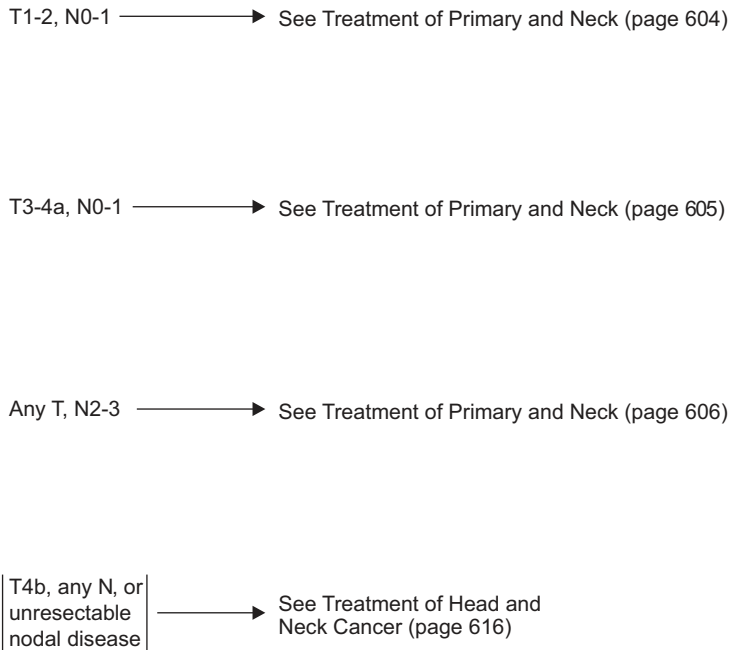 T1-2, N0-1 See Treatment of Primary and Neck (page 604)
T3-4a, N0-1 See Treatment of Primary and Neck (page 605)
Any T, N2-3 See Treatment of Primary and Neck (page 606)
T4b, any N, or
unresectable
nodal disease
See Treatment of Head and
Neck Cancer (page 616)